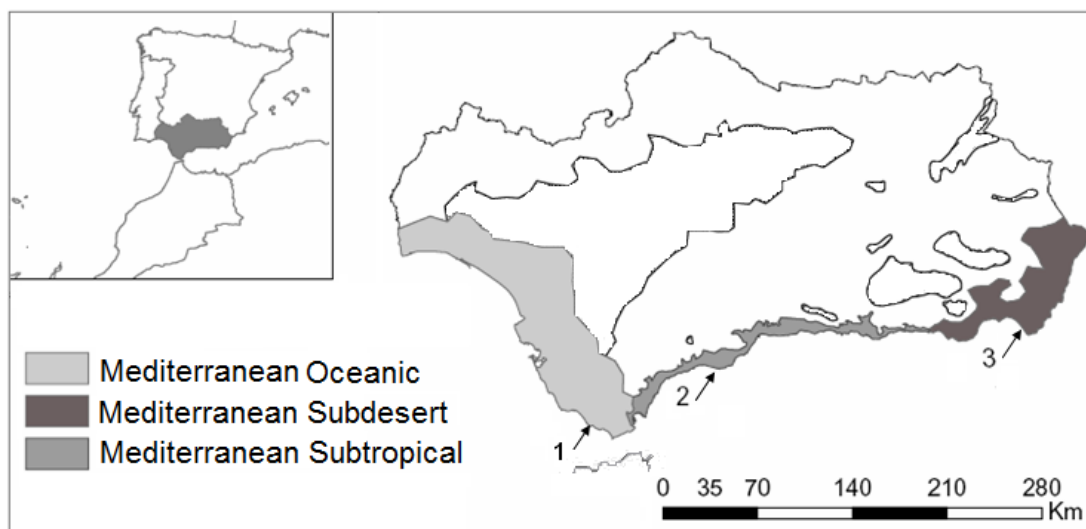 Mediterranean Oceanic
Mediterranean Subdesert
Mediterranean Subtropical
1
2
3
0 35 70 140 210 280
Km